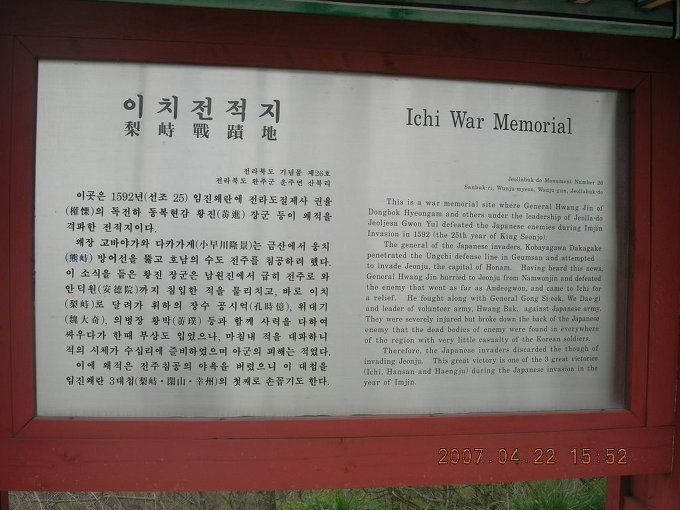 이치전적지
梨峙戰蹟地
전라북도 기념물 제26호
전라북도 완주군 운주면 산북리
이곳은 1592년(선조 25) 임진왜란에 전라도절제사 권율
(權慄)의 독전하 동복현감 황진(黃進) 장군 등이 왜적을
격파한 전적지이다.
왜장 고바야가와 다카가게(小早川隆景)는 금산에서 웅치
(熊峙) 방어선을 뚫고 호남의 수도 전주를 침공하려 했다.
이 소식을 들은 황진 장군은 남원진에서 급히 전주로 와
안덕원(安德院)까지 침입한 적을 물리치고, 바로 이치
(梨峙)로 달려가 휘하의 장수 공시억(孔時億), 위대기
(魏大奇), 의병장 황박(黃璞) 등과 함께 사력을 다하여
싸우다가 한때 부상도 입었으나, 마침내 적을 대파하니
적의 시체가 수십리에 즐비하였으며 아군의 피해는 적었다.
이에 왜적은 전주침공의 야욕을 버렸으니 이 대첩을
임진왜란 3대첩(梨峙·閑山·幸州)의 첫째로 손꼽기도 한다.
Ichi War Memorial
Jeollabuk-do Monument Number 26
Sanbuk-ri, Wunju-myeon, Wanju-gun, Jeollabuk-do
This is a war memorial site where General Hwang Jin of
Dongbok Hyeongam and others under the leadership of Jeolla-do
Jeoljesa Gwon Yul defeated the Japanese enemies during Imjin
Invasion in 1592 (the 25th year of King Seonjo).
The general of the Japanese invaders, Kobayagawa Dakagake
penetrated the Ungchi defense line in Geumsan and attempted
to invade Jeonju, the capital of Honam. Having heard this news,
General Hwang Jin hurried to Jeonju from Namwonjin and defeated
the enemy that went as far as Andeogwon, and came to Ichi for
a relief. He fought along with General Gong Si-eok, We Dae-gi
and leader of volunteer army, Hwang Buk, against Japanese army.
They were severely injured but broke down the back of the Japanese
enemy that the dead bodies of enemy were found in everywhere
of the region with very little casualty of the Korean soldiers.
Therefore, the Japanese invaders discarded the though of
invading Jeonju. This great victory is one of the 3 great victories
(Ichi, Hansan and Haengju) during the Japanese invasion in the
year of Imjin.
2007.04.22 15:52